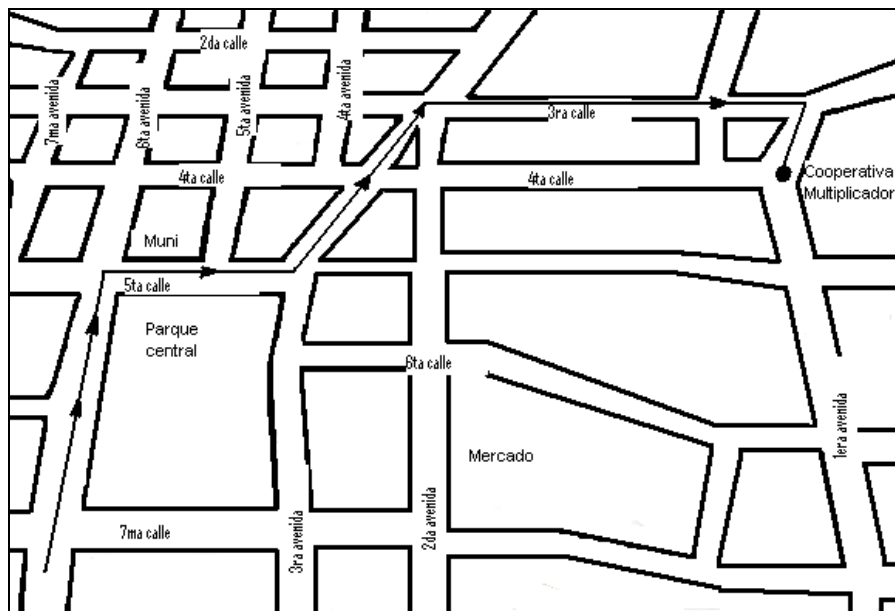 2da calle
7ma avenida
6ta avenida
5ta avenida
4ta avenida
3ra calle
4ta calle
4ta calle
Cooperativa
Multiplicador
Muni
5ta calle
Parque
central
6ta calle
1era avenida
Mercado
7ma calle
3ra avenida
2da avenida